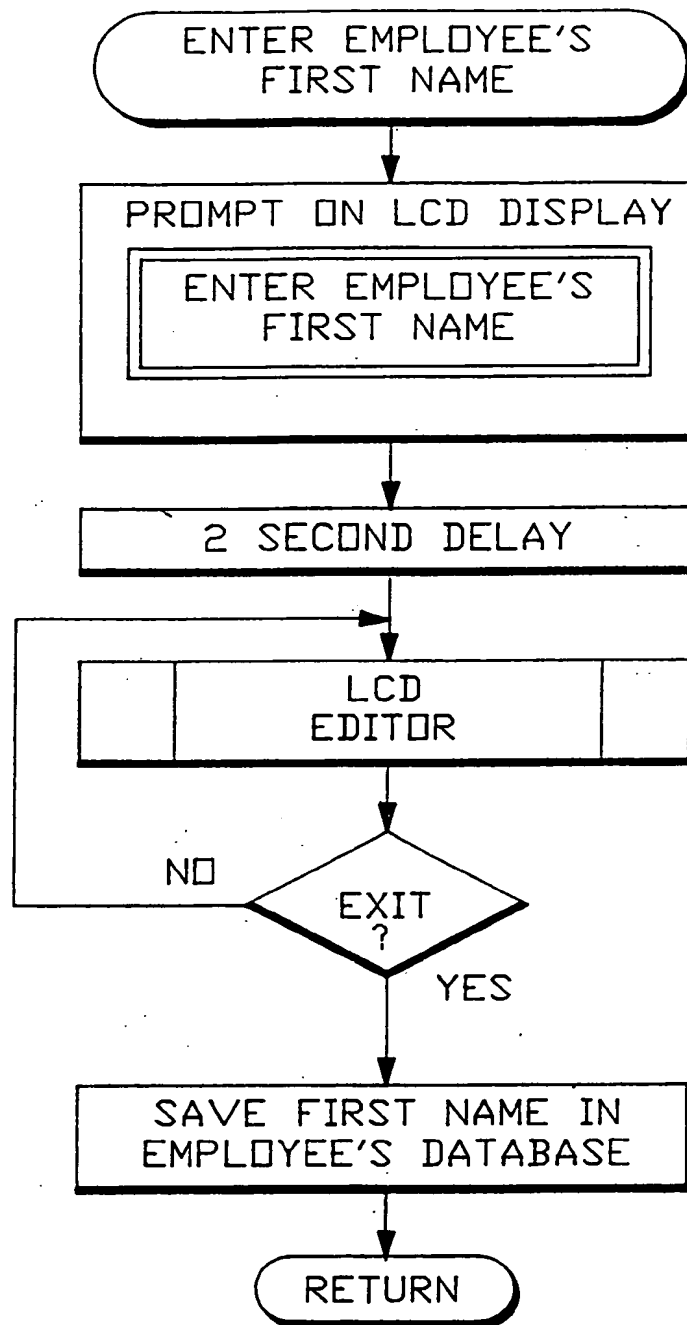 ENTER EMPLOYEE'S
FIRST NAME
PROMPT ON LCD DISPLAY
ENTER EMPLOYEE'S
FIRST NAME
2 SECOND DELAY
LCD
EDITOR
NO
EXIT
?
YES
SAVE FIRST NAME IN
EMPLOYEE'S DATABASE
RETURN